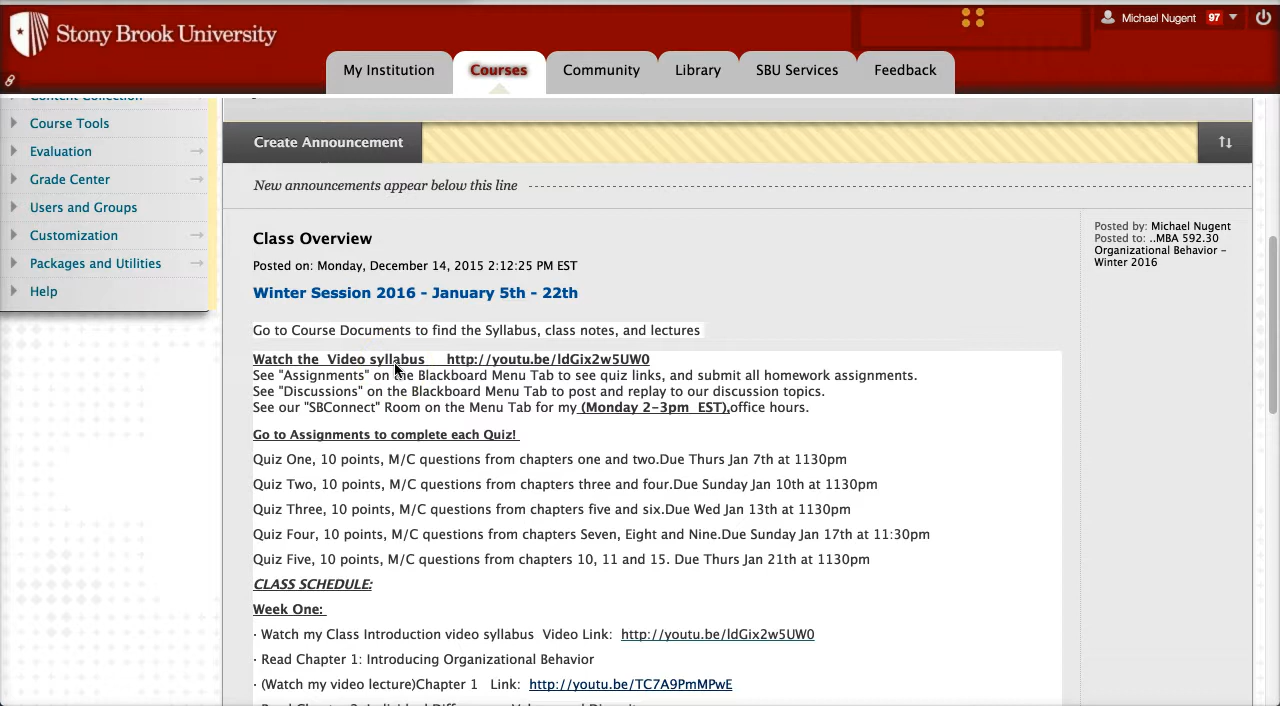 Stony Brook University
Michael Nugent 97
My Institution
Courses
Community
Library
SBU Services
Feedback
Content Collection
Course Tools
Evaluation
Grade Center
Users and Groups
Customization
Packages and Utilities
Help
Create Announcement
New announcements appear below this line
Class Overview
Posted on: Monday, December 14, 2015 2:12:25 PM EST
Winter Session 2016 - January 5th - 22th
Go to Course Documents to find the Syllabus, class notes, and lectures
Watch the Video syllabus http://youtu.be/ldGix2w5UW0
See "Assignments" on the Blackboard Menu Tab to see quiz links, and submit all homework assignments.
See "Discussions" on the Blackboard Menu Tab to post and replay to our discussion topics.
See our "SBConnect" Room on the Menu Tab for my (Monday 2-3pm EST),office hours.
Go to Assignments to complete each Quiz!
Quiz One, 10 points, M/C questions from chapters one and two.Due Thurs Jan 7th at 1130pm
Quiz Two, 10 points, M/C questions from chapters three and four.Due Sunday Jan 10th at 1130pm
Quiz Three, 10 points, M/C questions from chapters five and six.Due Wed Jan 13th at 1130pm
Quiz Four, 10 points, M/C questions from chapters Seven, Eight and Nine.Due Sunday Jan 17th at 11:30pm
Quiz Five, 10 points, M/C questions from chapters 10, 11 and 15. Due Thurs Jan 21th at 1130pm
CLASS SCHEDULE:
Week One:
· Watch my Class Introduction video syllabus Video Link: http://youtu.be/ldGix2w5UW0
· Read Chapter 1: Introducing Organizational Behavior
· (Watch my video lecture)Chapter 1 Link: http://youtu.be/TC7A9PmMPwE
Posted by: Michael Nugent
Posted to: ..MBA 592.30
Organizational Behavior -
Winter 2016